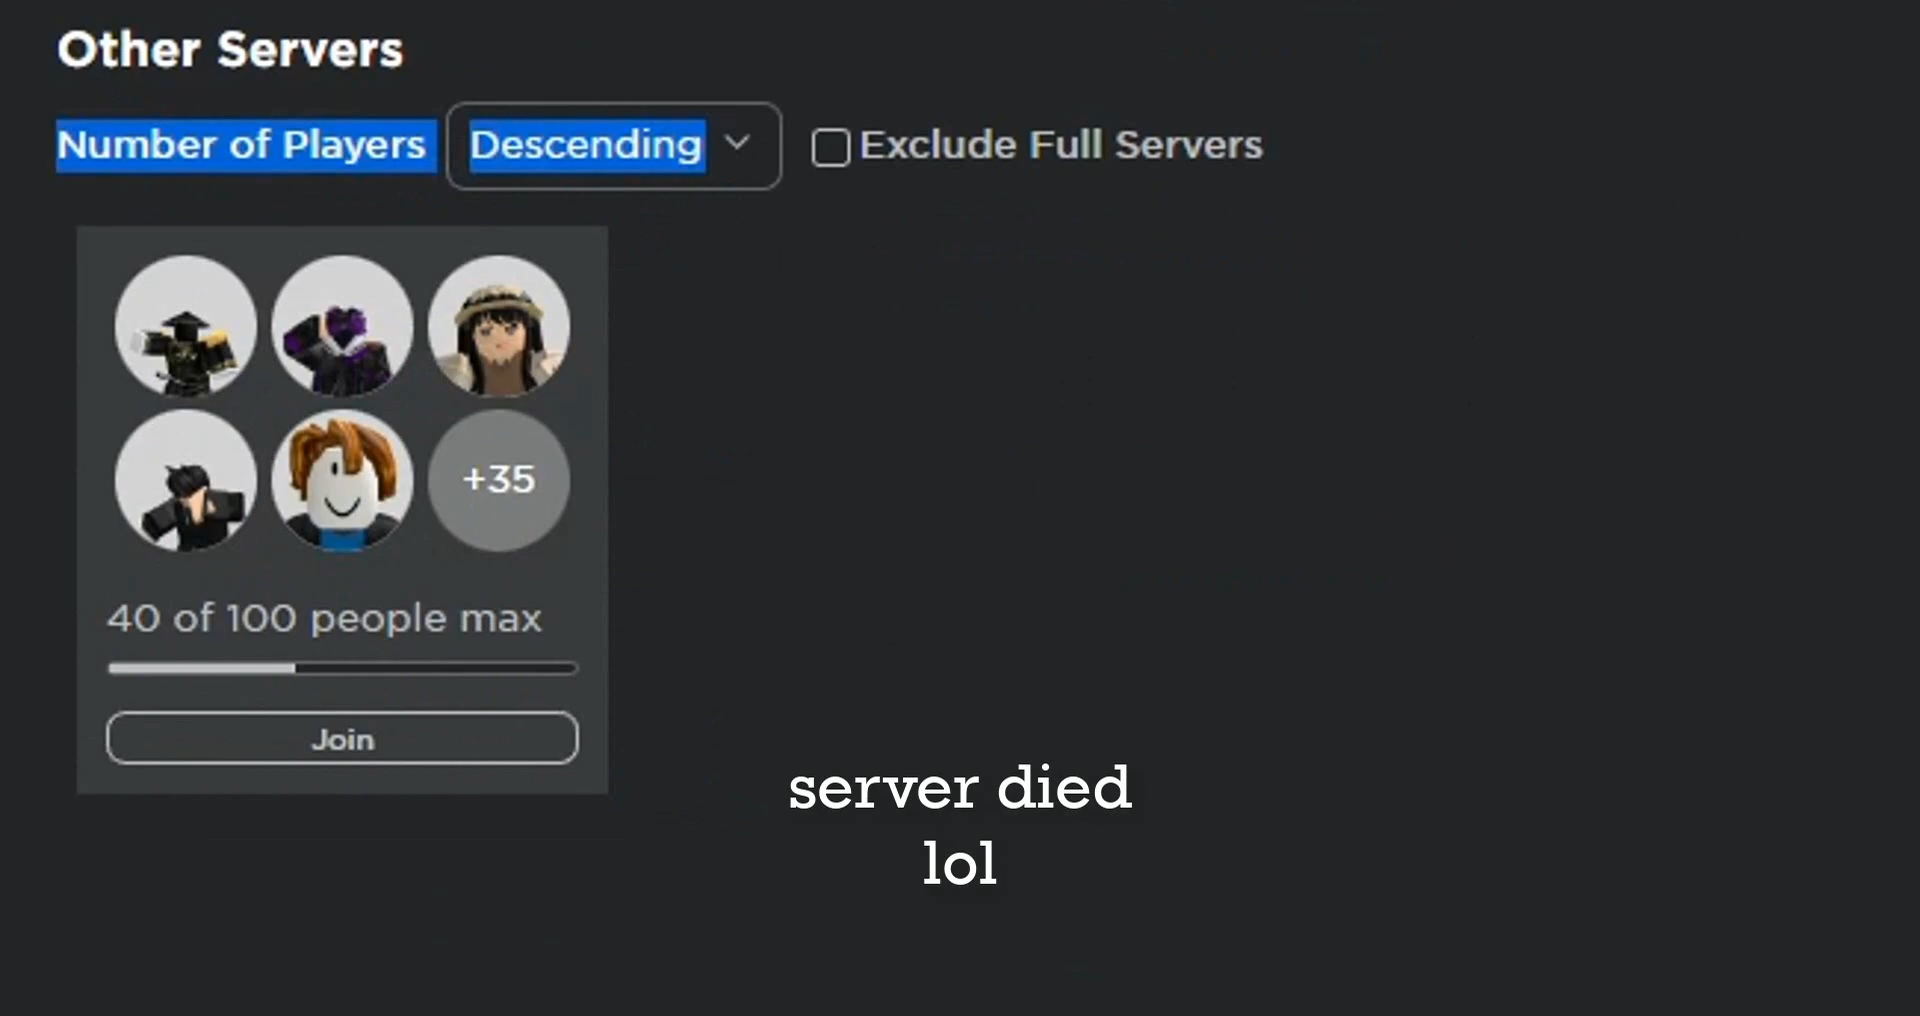 Other Servers
Number of Players Descending Exclude Full Servers
+35
40 of 100 people max
Join
server died
lol